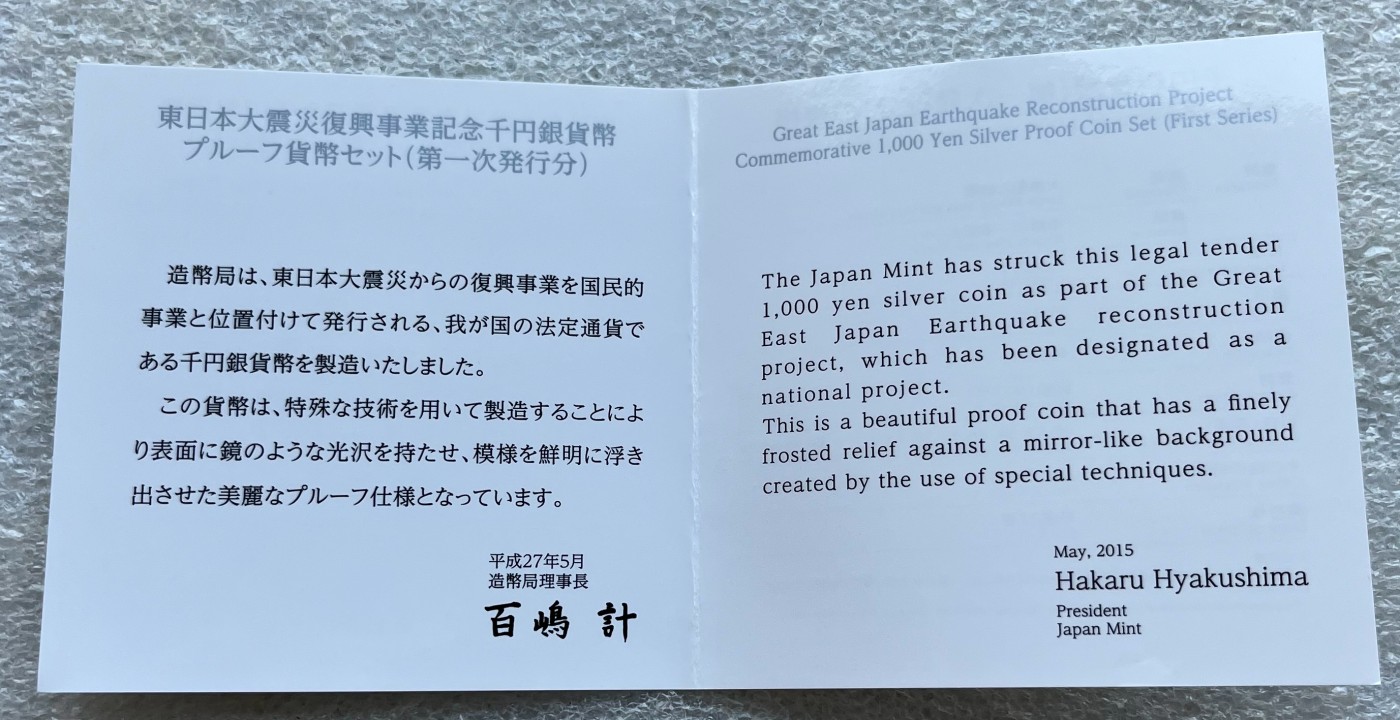 東日本大震災復興事業記念千円銀貨幣
プルーフ貨幣セット(第一次発行分)
造幣局は、東日本大震災からの復興事業を国民的
事業と位置付けて発行される、我が国の法定通貨で
ある千円銀貨幣を製造いたしました。
この貨幣は、特殊な技術を用いて製造することによ
り表面に鏡のような光沢を持たせ、模様を鮮明に浮き
出させた美麗なプルーフ仕様となっています。
平成27年5月
造幣局理事長
百嶋 計
Great East Japan Earthquake Reconstruction Project
Commemorative 1,000 Yen Silver Proof Coin Set (First Series)
The Japan Mint has struck this legal tender
1,000 yen silver coin as part of the Great
East Japan Earthquake reconstruction
project, which has been designated as a
national project.
This is a beautiful proof coin that has a finely
frosted relief against a mirror-like background
created by the use of special techniques.
May, 2015
Hakaru Hyakushima
President
Japan Mint